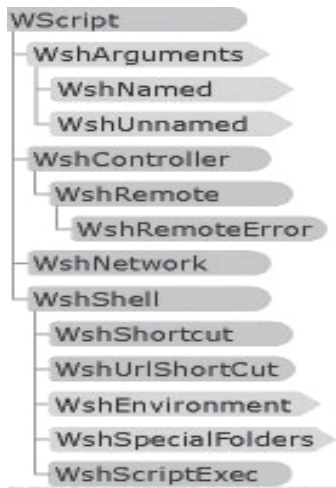 WScript
WshArguments
WshNamed
WshUnnamed
WshController
WshRemote
WshRemoteError
WshNetwork
WshShell
WshShortcut
WshUrlShortCut
WshEnvironment
WshSpecialFolders
WshScriptExec